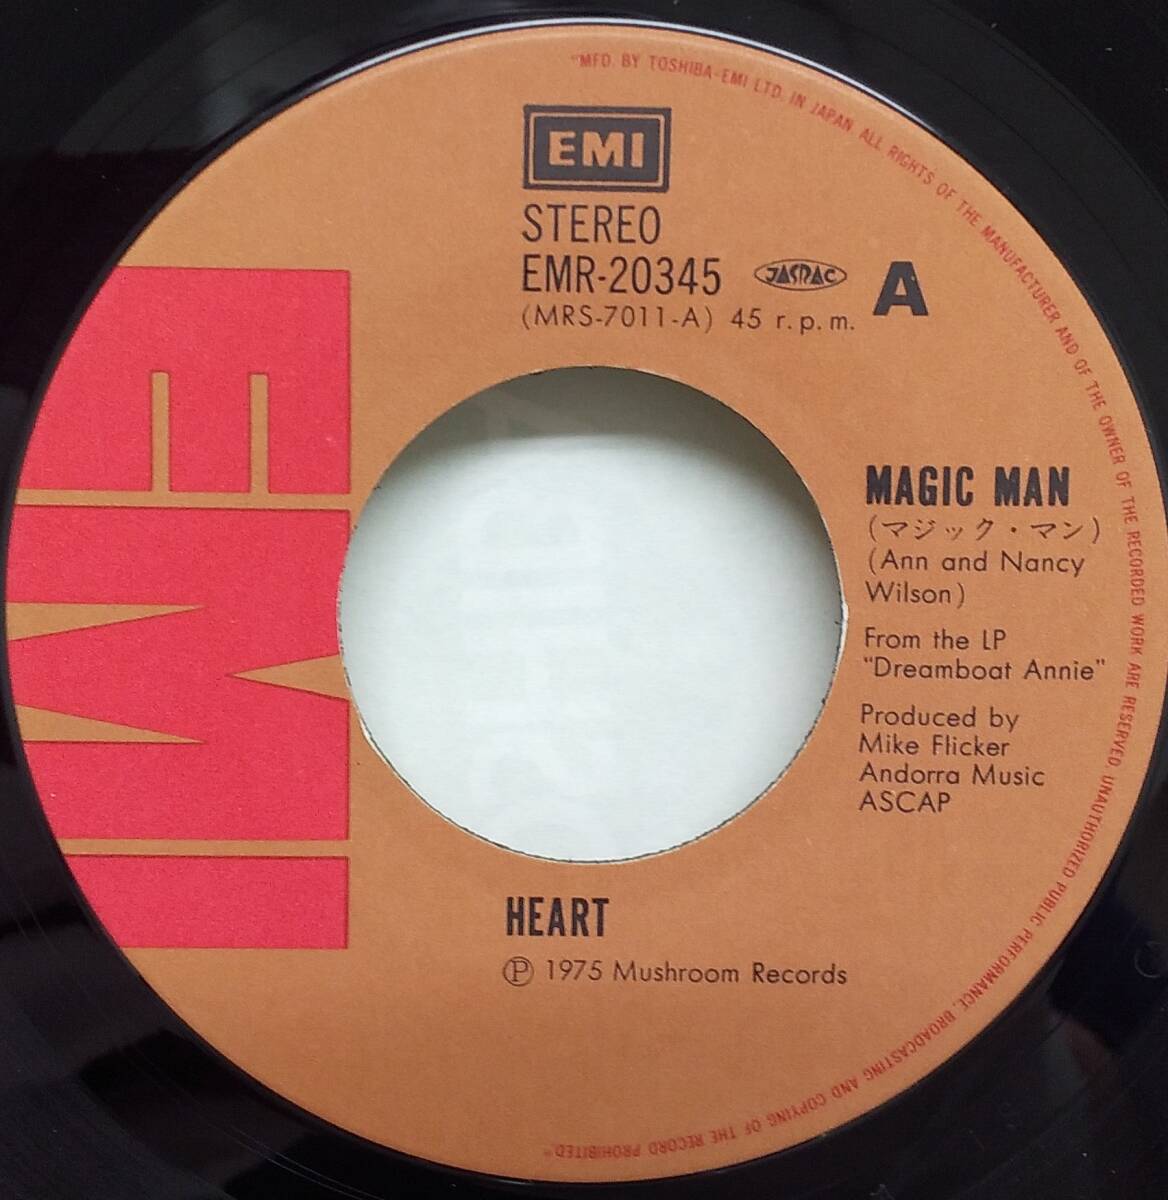 "MFD. BY TOSHIBA-EMI LTD. IN JAPAN ALL RIGHTS OF THE MANUFACTURER AND OF THE OWNER OF THE RECORDED WORK ARE RESERVED. UNAUTHORIZED PUBLIC PERFORMANCE, BROADCASTING AND COPYING OF THE RECORD PROHIBITED"
EMI
STEREO
EMR-20345 JASRAC A
(MRS-7011-A) 45 r.p.m.
EMI
MAGIC MAN
(マジック・マン)
(Ann and Nancy
Wilson)
From the LP
"Dreamboat Annie"
Produced by
Mike Flicker
Andorra Music
ASCAP
HEART
Ⓟ 1975 Mushroom Records